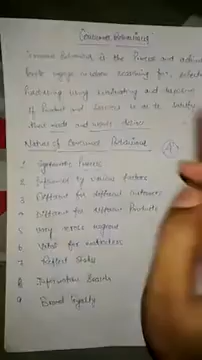 Consumer Behaviour
Consumer Behaviour is the Process and
People engage in when searching for, selecting
Purchasing using evaluating and
of Product and Services so as to satisfy
their needs and wants desires
Nature of Consumer Behaviour
1 Systematic Process
2 Influenced by various factors
3 Different for different customers
4 Different for different Products
5 Vary across regions
6 Vital for marketers
7 Reflect Status
8 Information Search
9 Brand Loyalty